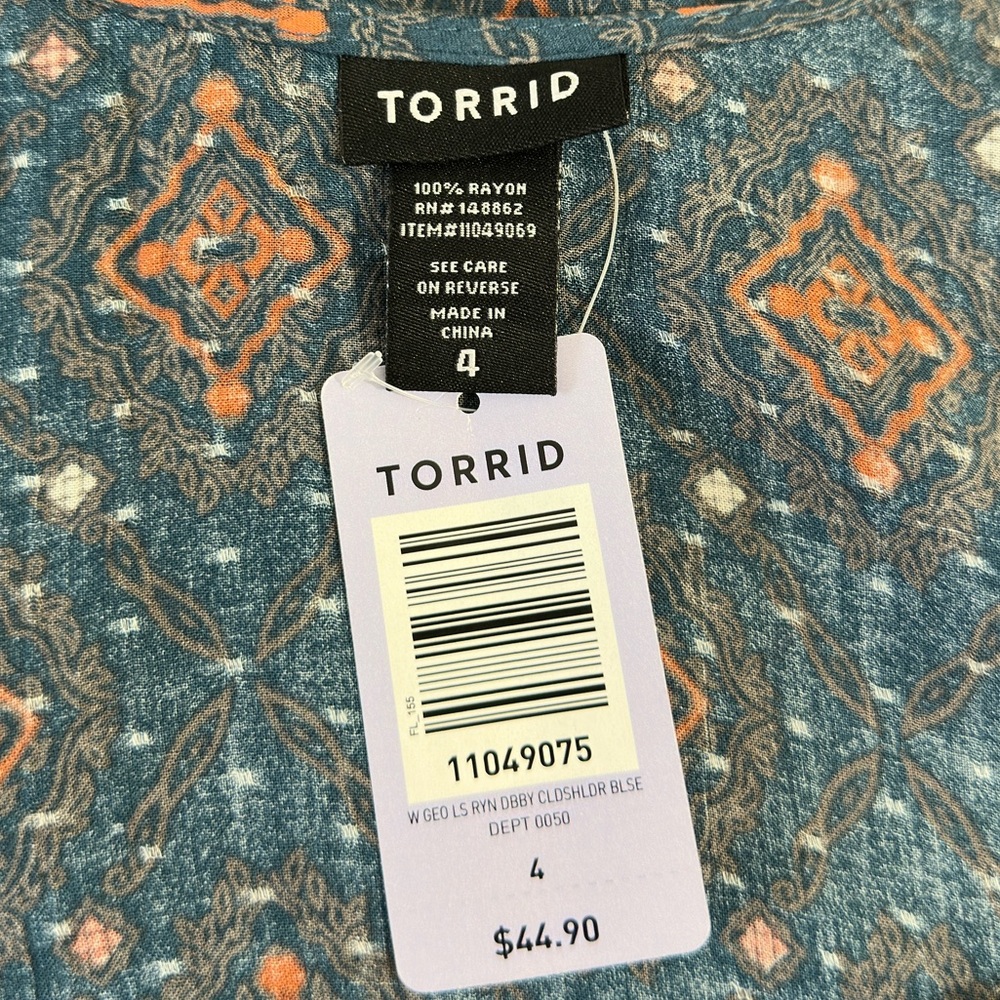 TORRID
100% RAYON
RN# 148862
ITEM#11049069
SEE CARE
ON REVERSE
MADE IN
CHINA
4
TORRID
FL_155
11049075
W GEO LS RYN DBBY CLDSHLDR BLSE
DEPT 0050
4
$44.90